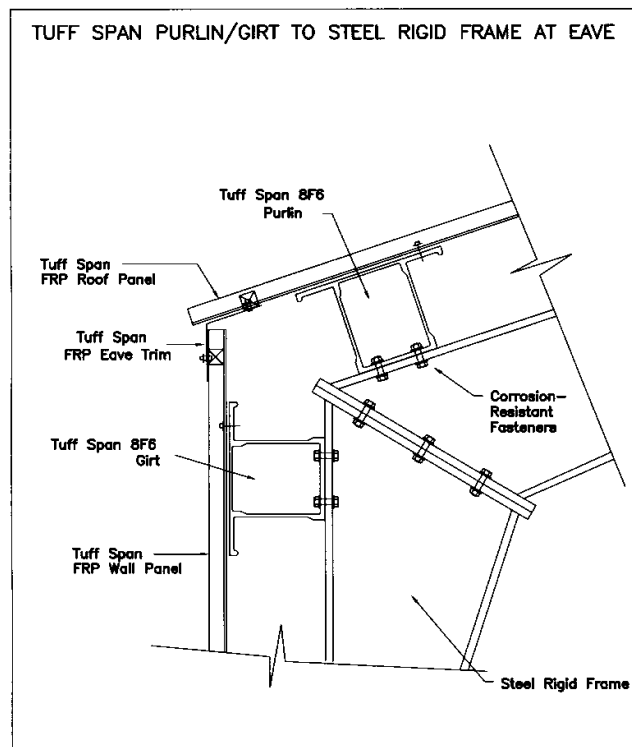 TUFF SPAN PURLIN/GIRT TO STEEL RIGID FRAME AT EAVE
Tuff Span 8F6
Purlin
Tuff Span
FRP Roof Panel
Tuff Span
FRP Eave Trim
Corrosion-
Resistant
Fasteners
Tuff Span 8F6
Girt
Tuff Span
FRP Wall Panel
Steel Rigid Frame